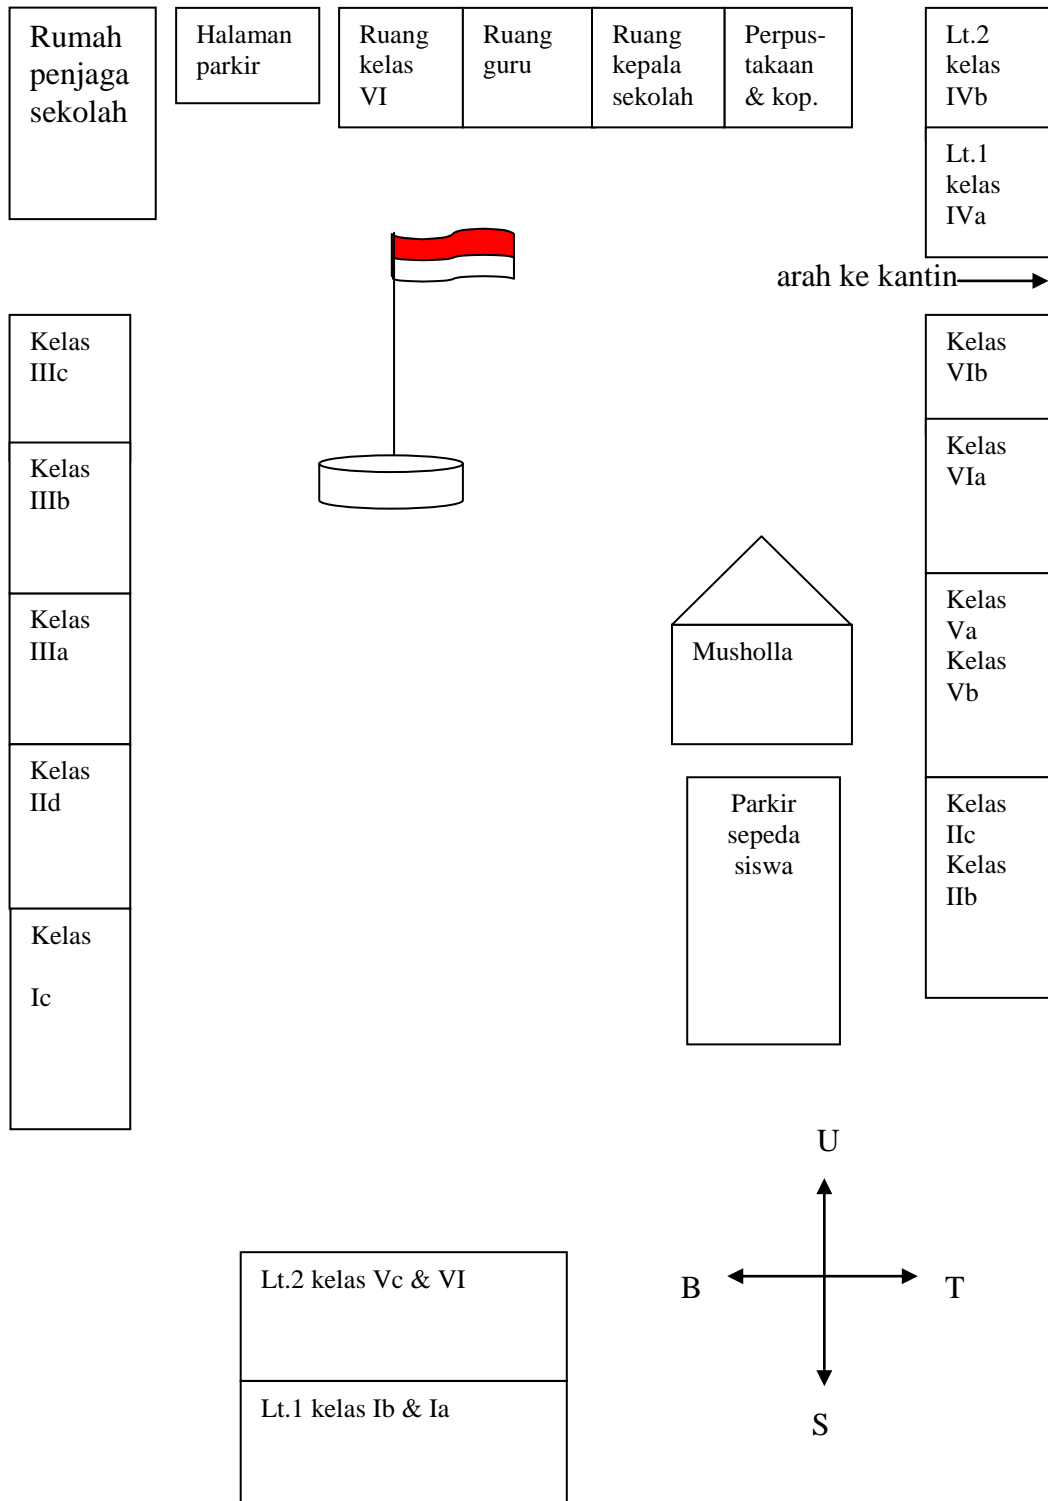 Rumah
penjaga
sekolah
Halaman
parkir
Ruang
kelas
VI
Ruang
guru
Ruang
kepala
sekolah
Perpus-
takaan
& kop.
Lt.2
kelas
IVb
Lt.1
kelas
IVa
arah ke kantin
Kelas
IIIc
Kelas
VIb
Kelas
IIIb
Kelas
VIa
Kelas
IIIa
Musholla
Kelas
Va
Kelas
Vb
Kelas
IId
Parkir
sepeda
siswa
Kelas
IIc
Kelas
IIb
Kelas
Ic
U
B
T
S
Lt.2 kelas Vc & VI
Lt.1 kelas Ib & Ia